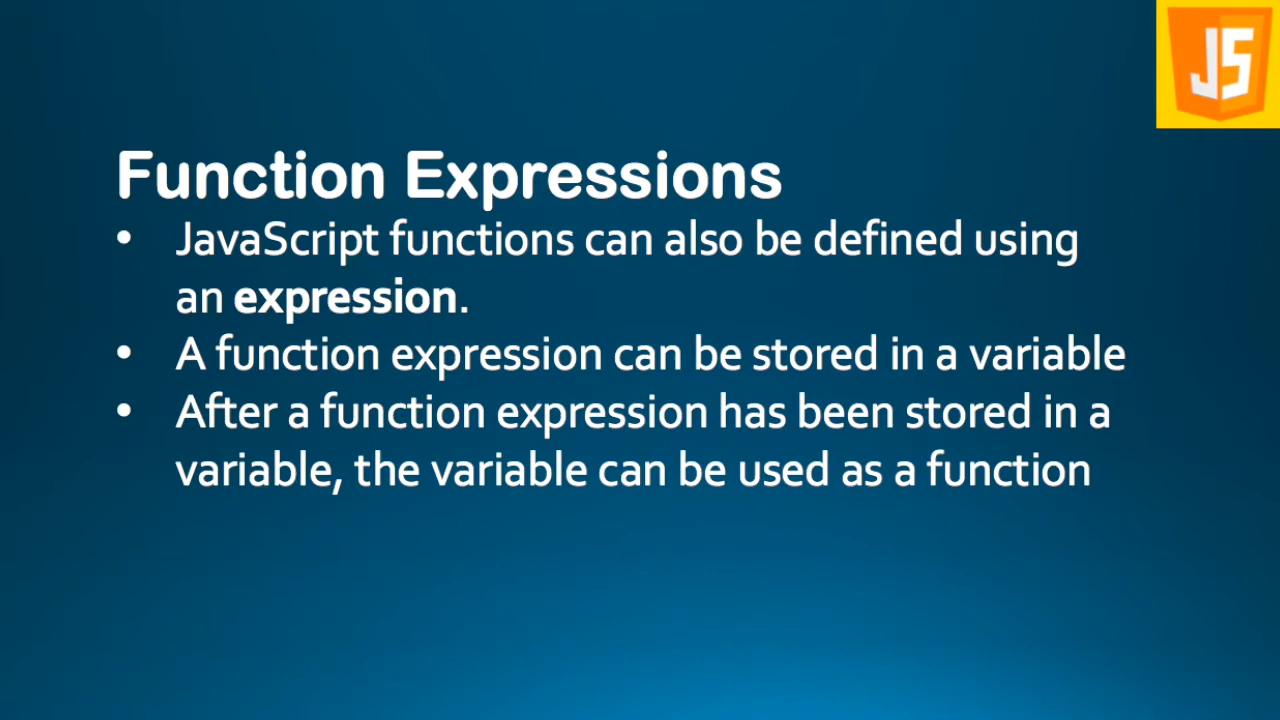 JS
Function Expressions
• JavaScript functions can also be defined using
an expression.
• A function expression can be stored in a variable
• After a function expression has been stored in a
variable, the variable can be used as a function